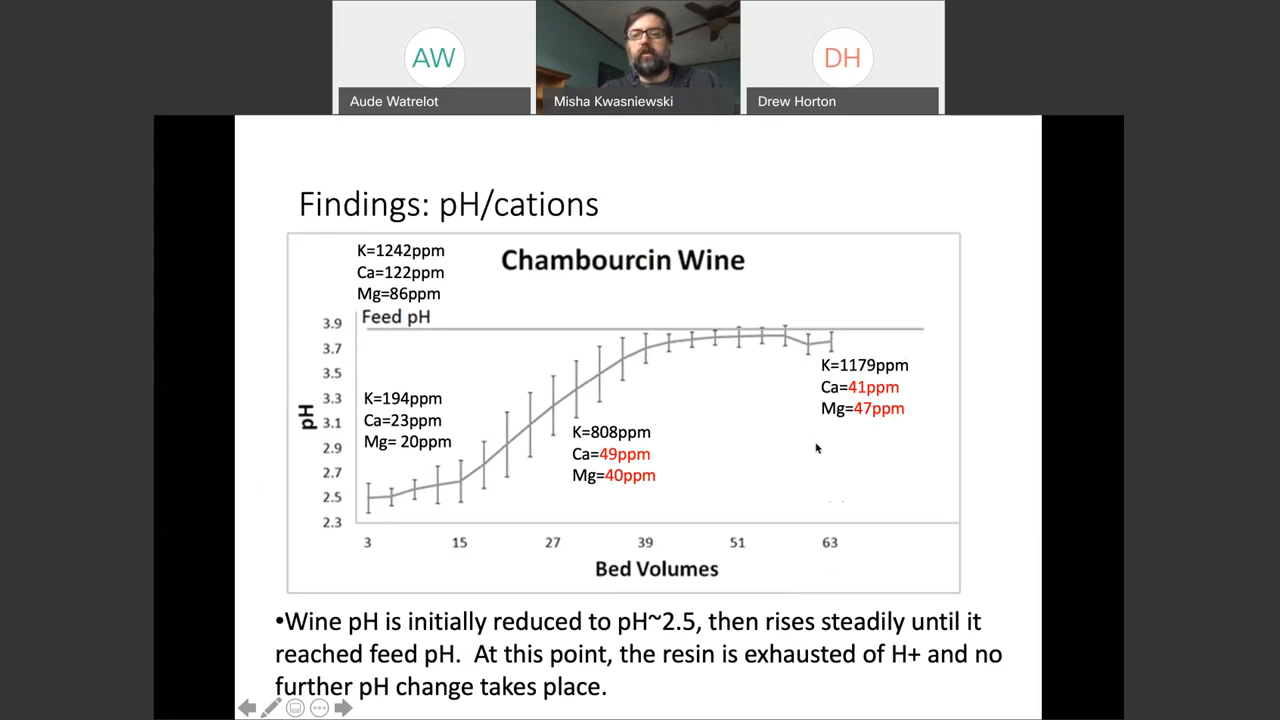 AW
DH
Aude Watrelot
Misha Kwasniewski
Drew Horton
Findings: pH/cations
Chambourcin Wine
K=1242ppm
Ca=122ppm
Mg=86ppm
Feed pH
3.9
3.7
3.5
3.3
3.1
2.9
2.7
2.5
2.3
pH
K=194ppm
Ca=23ppm
Mg= 20ppm
K=808ppm
Ca=49ppm
Mg=40ppm
K=1179ppm
Ca=41ppm
Mg=47ppm
3 15 27 39 51 63
Bed Volumes
•Wine pH is initially reduced to pH~2.5, then rises steadily until it
reached feed pH. At this point, the resin is exhausted of H+ and no
further pH change takes place.